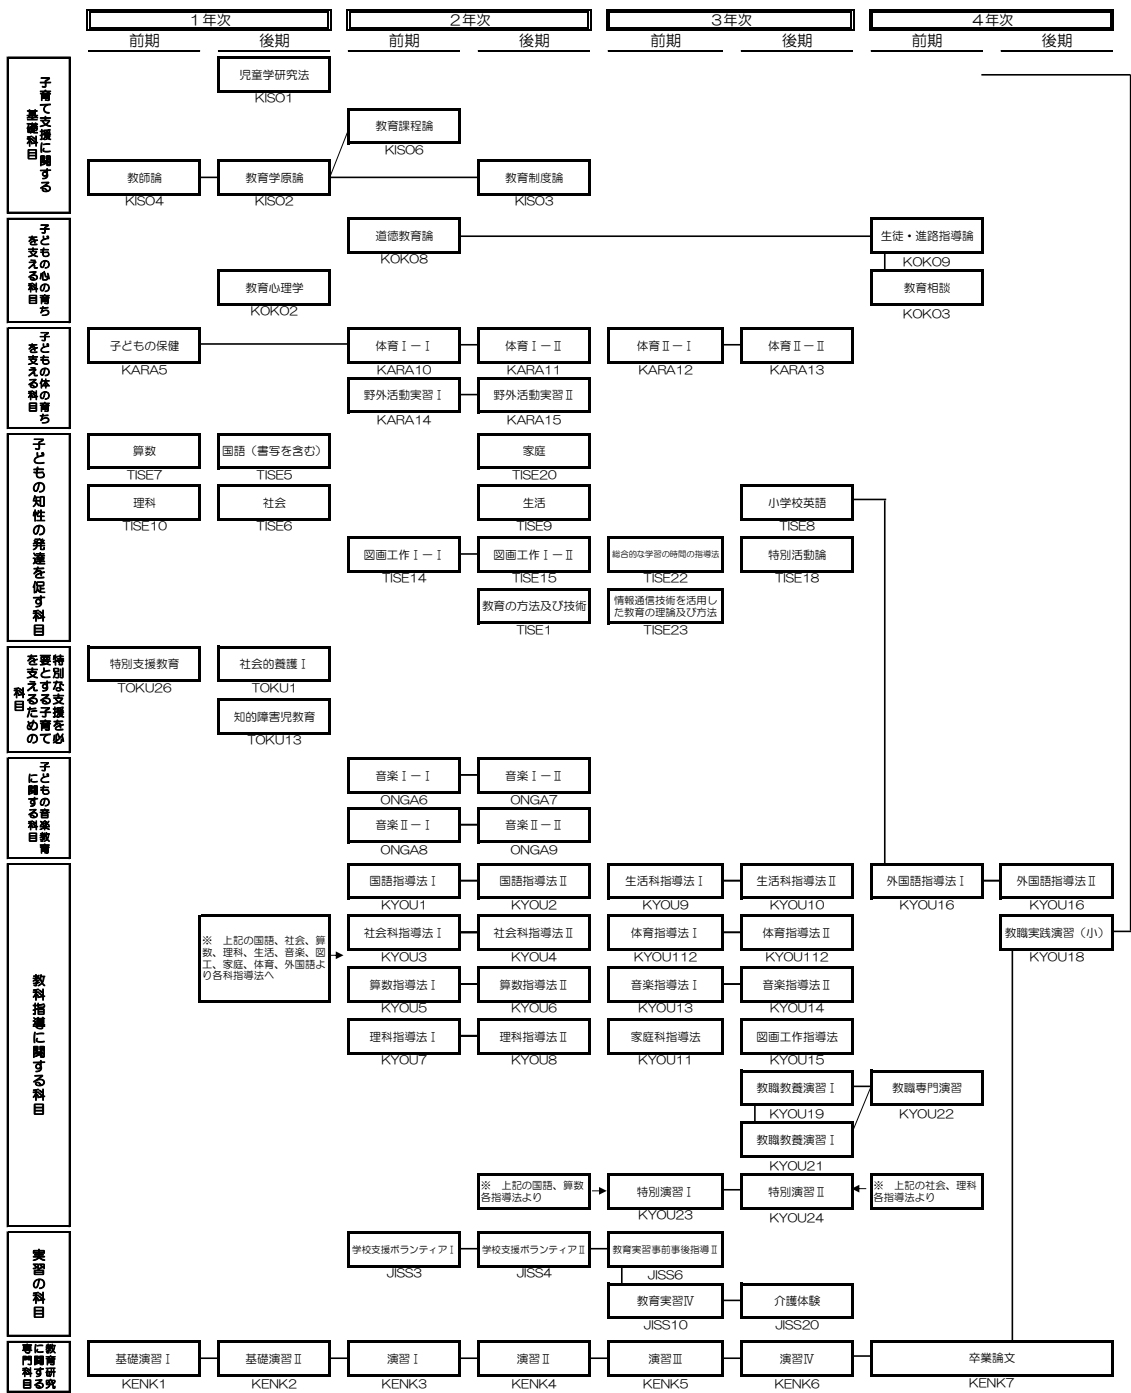 1年次
2年次
3年次
4年次
前期
後期
前期
後期
前期
後期
前期
後期
子育て支援に関する
基礎科目
児童学研究法
KISO1
教育課程論
KISO6
教師論
KISO4
教育学原論
KISO2
教育制度論
KISO3
子どもの心の育ち
を支える科目
道徳教育論
KOKO8
生徒・進路指導論
KOKO9
教育心理学
KOKO2
教育相談
KOKO3
子どもの体の育ち
を支える科目
子どもの保健
KARA5
体育Ⅰ－Ⅰ
KARA10
体育Ⅰ－Ⅱ
KARA11
体育Ⅱ－Ⅰ
KARA12
体育Ⅱ－Ⅱ
KARA13
野外活動実習Ⅰ
KARA14
野外活動実習Ⅱ
KARA15
子どもの知性の発達を促す科目
算数
TISE7
国語（書写を含む）
TISE5
家庭
TISE20
理科
TISE10
社会
TISE6
生活
TISE9
小学校英語
TISE8
図画工作Ⅰ－Ⅰ
TISE14
図画工作Ⅰ－Ⅱ
TISE15
総合的な学習の時間の指導法
TISE22
特別活動論
TISE18
教育の方法及び技術
TISE1
情報通信技術を活用し
た教育の理論及び方法
TISE23
特別な支援を必
要とする子育て
を支えるための
科目
特別支援教育
TOKU26
社会的養護Ⅰ
TOKU1
知的障害児教育
TOKU13
子どもの音楽教育
に関する科目
音楽Ⅰ－Ⅰ
ONGA6
音楽Ⅰ－Ⅱ
ONGA7
音楽Ⅱ－Ⅰ
ONGA8
音楽Ⅱ－Ⅱ
ONGA9
教科指導に関する科目
国語指導法Ⅰ
KYOU1
国語指導法Ⅱ
KYOU2
生活科指導法Ⅰ
KYOU9
生活科指導法Ⅱ
KYOU10
外国語指導法Ⅰ
KYOU16
外国語指導法Ⅱ
KYOU16
※　上記の国語、社会、算
数、理科、生活、音楽、図
工、家庭、体育、外国語よ
り各科指導法へ
社会科指導法Ⅰ
KYOU3
社会科指導法Ⅱ
KYOU4
体育指導法Ⅰ
KYOU112
体育指導法Ⅱ
KYOU112
教職実践演習（小）
KYOU18
算数指導法Ⅰ
KYOU5
算数指導法Ⅱ
KYOU6
音楽指導法Ⅰ
KYOU13
音楽指導法Ⅱ
KYOU14
理科指導法Ⅰ
KYOU7
理科指導法Ⅱ
KYOU8
家庭科指導法
KYOU11
図画工作指導法
KYOU15
教職教養演習Ⅰ
KYOU19
教職専門演習
KYOU22
教職教養演習Ⅰ
KYOU21
※　上記の国語、算数
各指導法より
特別演習Ⅰ
KYOU23
特別演習Ⅱ
KYOU24
※　上記の社会、理科
各指導法より
実習の科目
学校支援ボランティアⅠ
JISS3
学校支援ボランティアⅡ
JISS4
教育実習事前事後指導Ⅱ
JISS6
教育実習Ⅳ
JISS10
介護体験
JISS20
教育研究
に関する
専門科目
基礎演習Ⅰ
KENK1
基礎演習Ⅱ
KENK2
演習Ⅰ
KENK3
演習Ⅱ
KENK4
演習Ⅲ
KENK5
演習Ⅳ
KENK6
卒業論文
KENK7